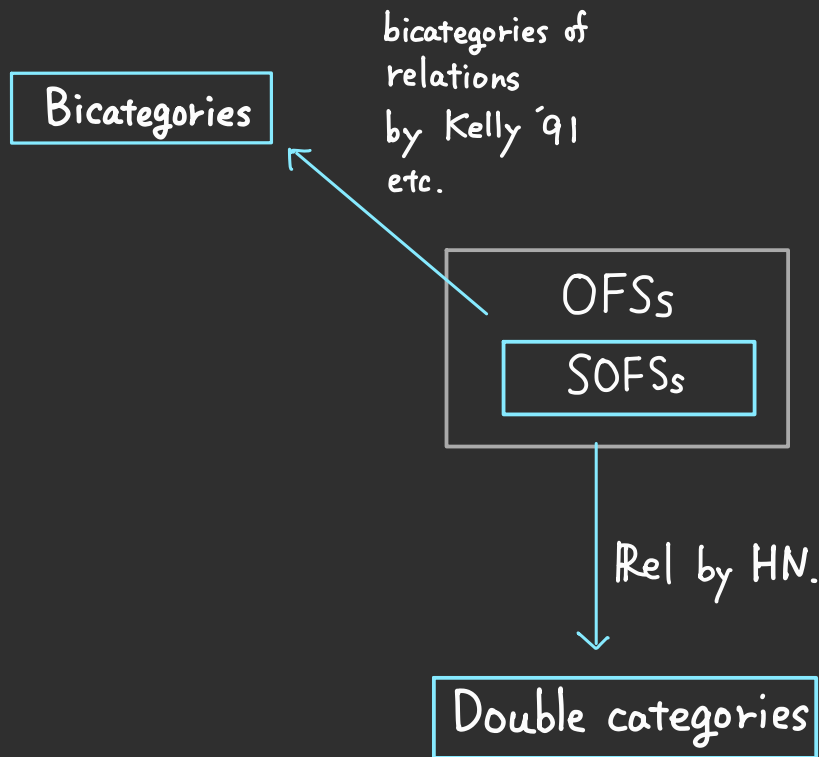 bicategories of
relations
by Kelly '91
etc.
Bicategories
OFSs
SOFSs
ℝel by HN.
Double categories